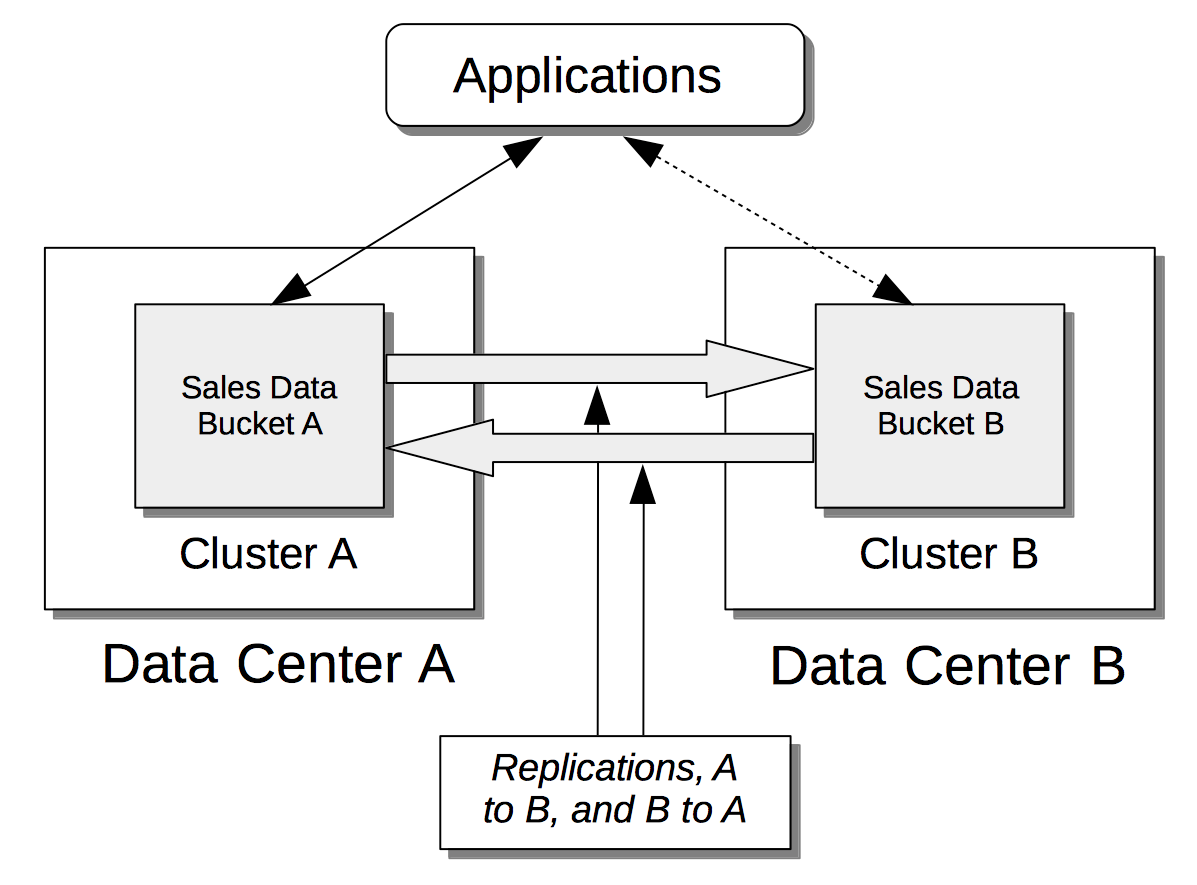 Applications
Sales Data
Bucket A
Sales Data
Bucket B
Cluster A
Cluster B
Data Center A
Data Center B
Replications, A
to B, and B to A